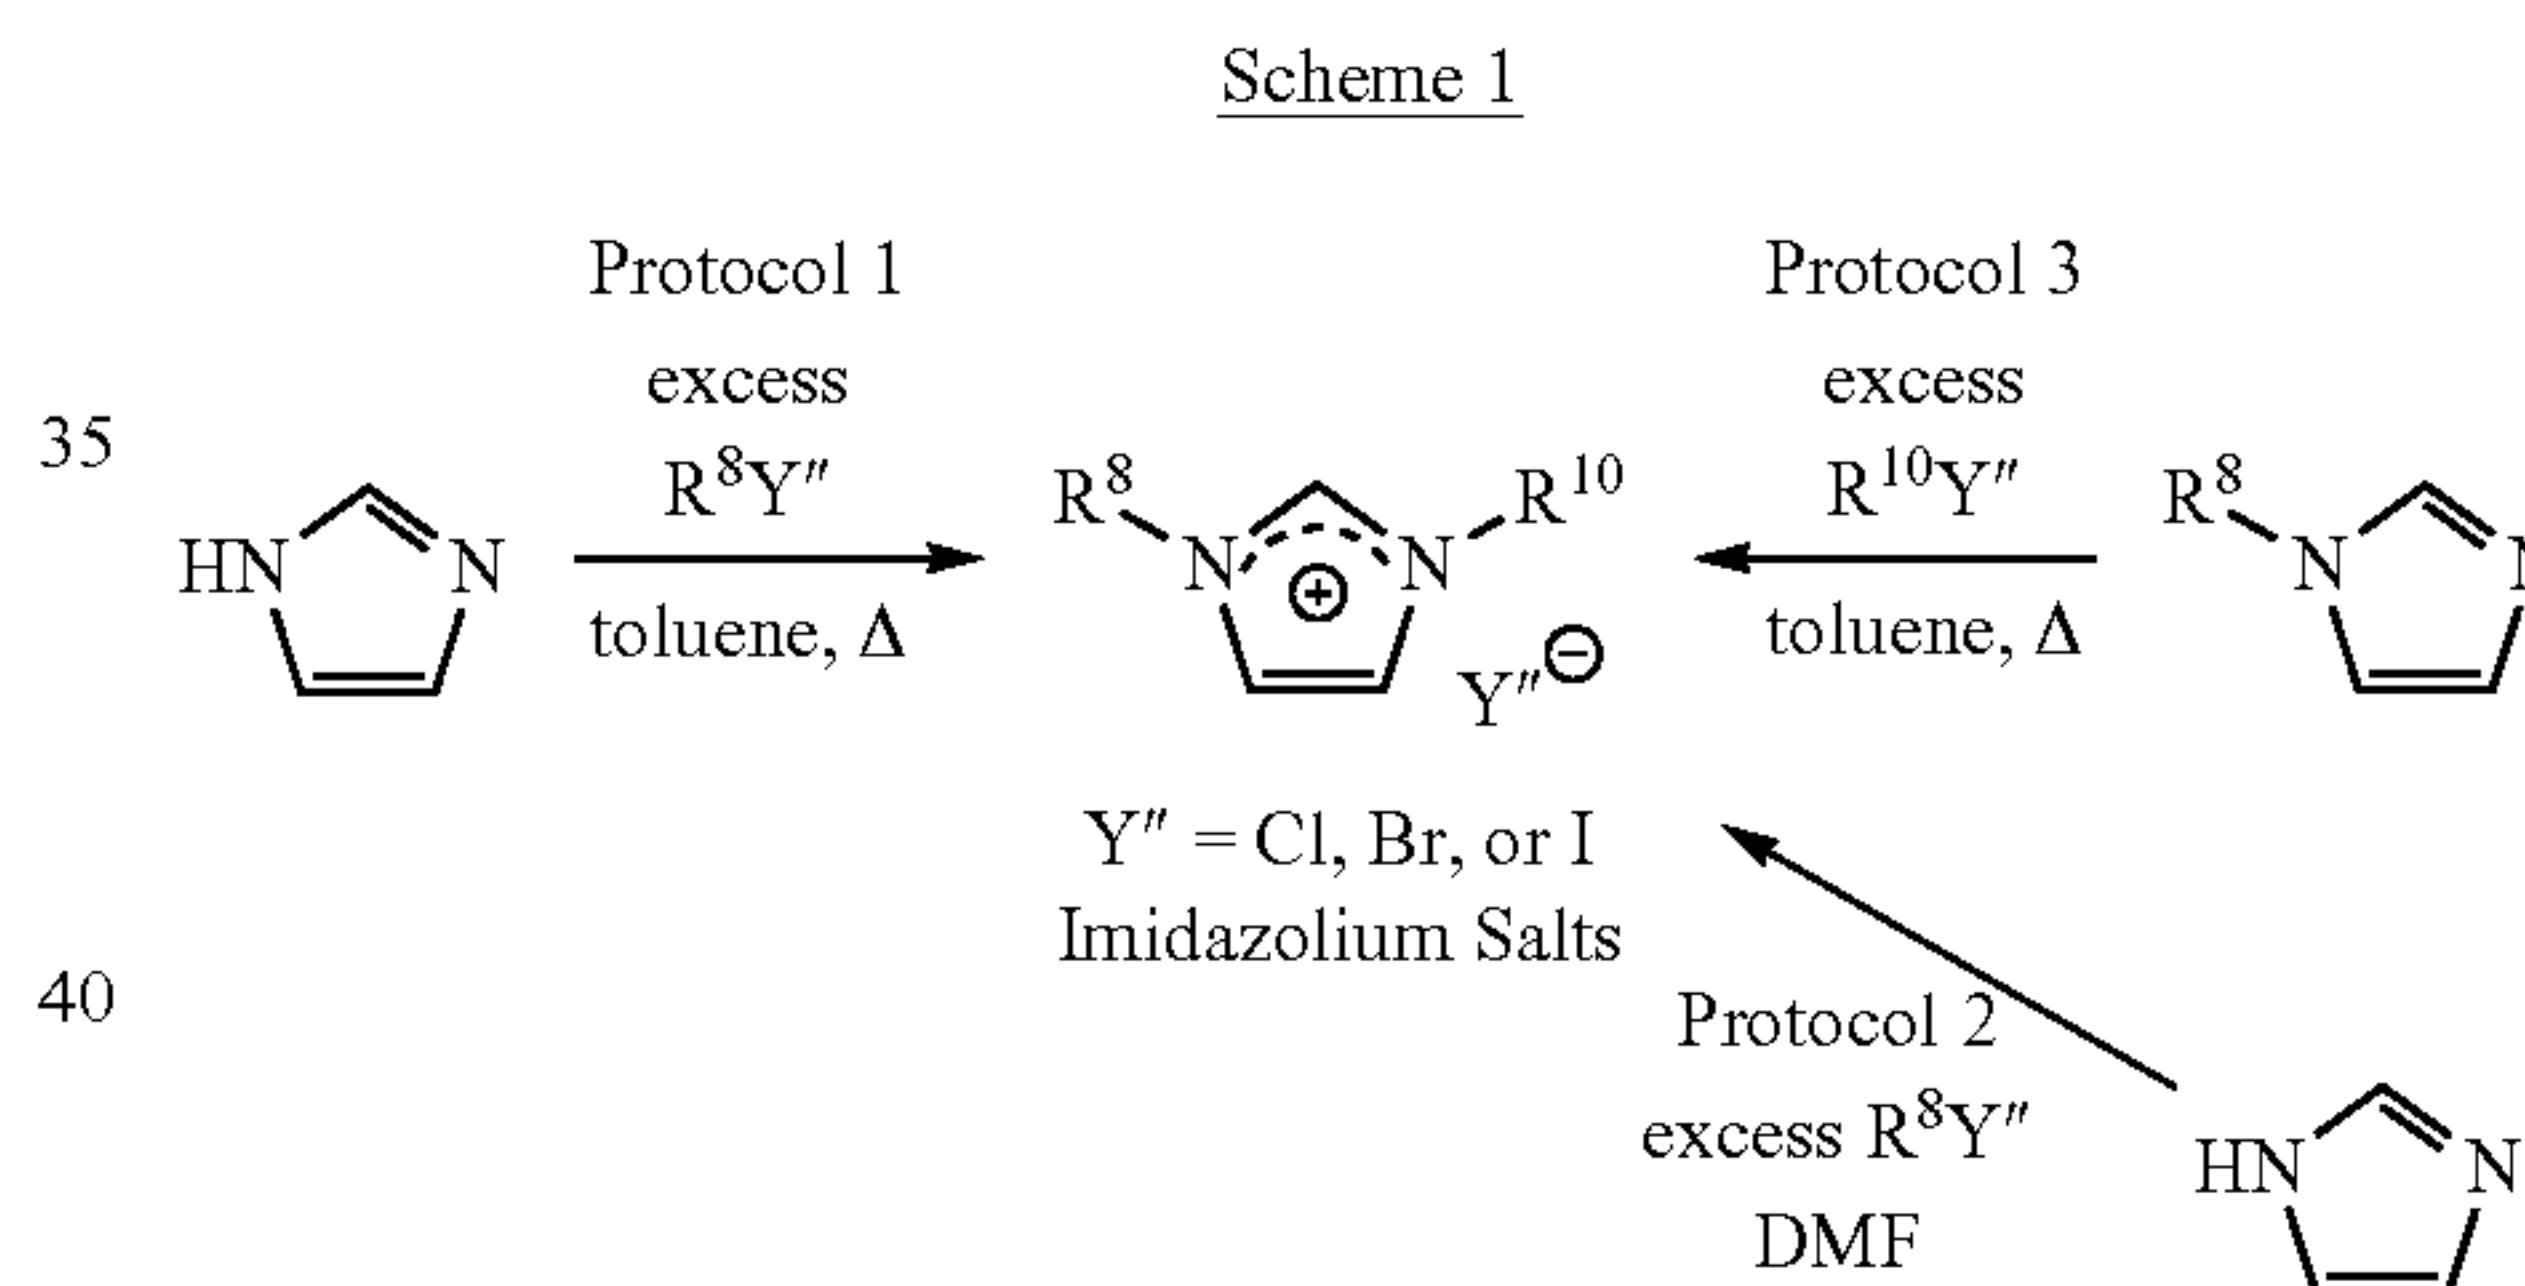 Scheme 1
Protocol 1
excess
R⁸Y″
toluene, Δ
Protocol 3
excess
R¹⁰Y″
toluene, Δ
35
HN
N
R⁸
N
⊕
N
R¹⁰
Y″⊖
R⁸
N
N
Y″ = Cl, Br, or I
Imidazolium Salts
40
Protocol 2
excess R⁸Y″
DMF
HN
N